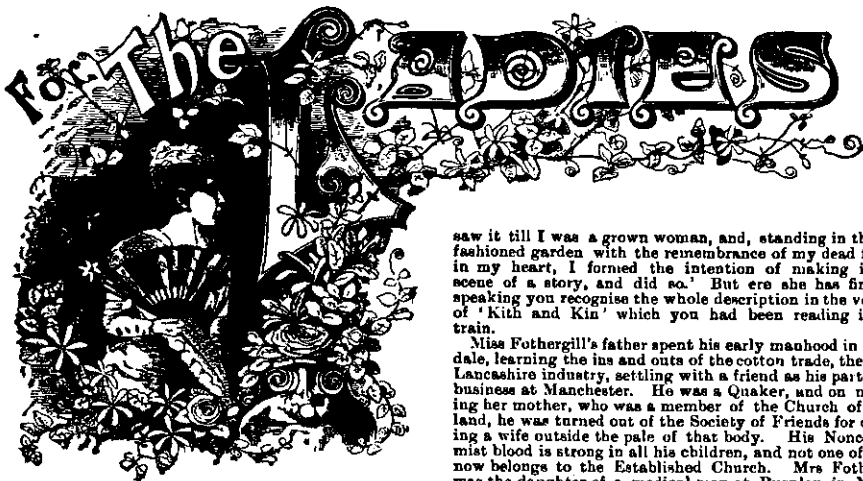 For The LADIES
saw it till I was a grown woman, and, standing in th
fashioned garden with the remembrance of my dead f
in my heart, I formed the intention of making i
scene of a story, and did so.' But ere she has fin
speaking you recognise the whole description in the v
of 'Kith and Kin' which you had been reading i
train.
Miss Fothergill's father spent his early manhood in
dale, learning the ins and outs of the cotton trade, the
Lancashire industry, settling with a friend as his part
business at Manchester. He was a Quaker, and on m
ing her mother, who was a member of the Church of
land, he was turned out of the Society of Friends for
ing a wife outside the pale of that body. His Nonc
mist blood is strong in all his children, and not one of
now belongs to the Established Church. Mrs Foth
was the daughter of a medical man at